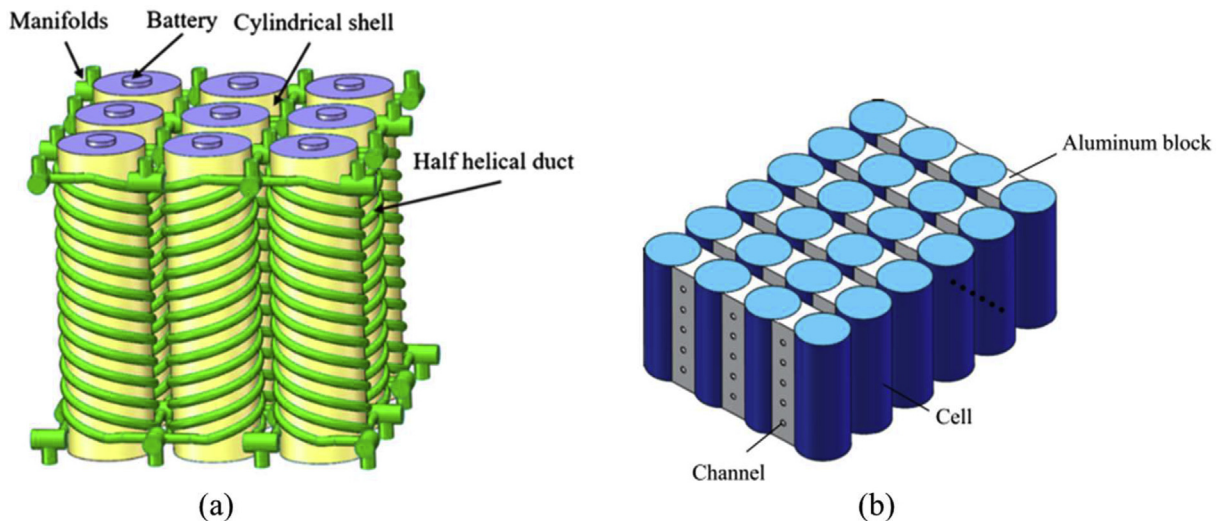 Manifolds
Battery
Cylindrical shell
Half helical duct
(a)
Aluminum block
Cell
Channel
(b)